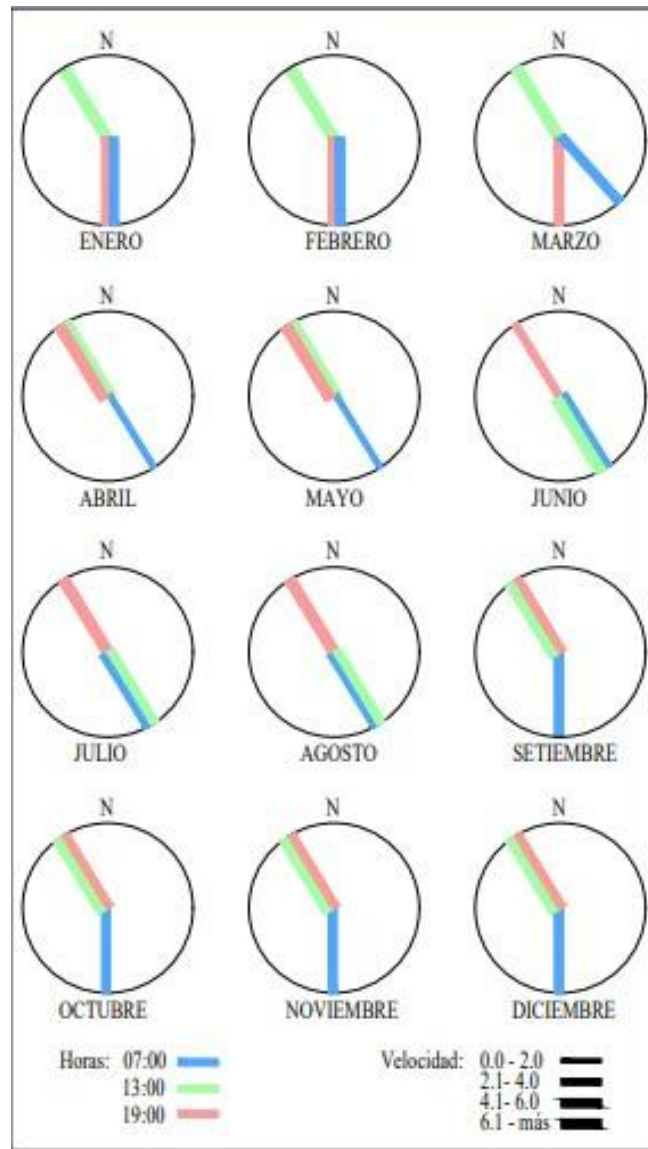 N N N
ENERO FEBRERO MARZO
N N N
ABRIL MAYO JUNIO
N N N
JULIO AGOSTO SETIEMBRE
N N N
OCTUBRE NOVIEMBRE DICIEMBRE
Horas: 07:00 Velocidad: 0.0 - 2.0
13:00 2.1- 4.0
19:00 4.1- 6.0
6.1 - más